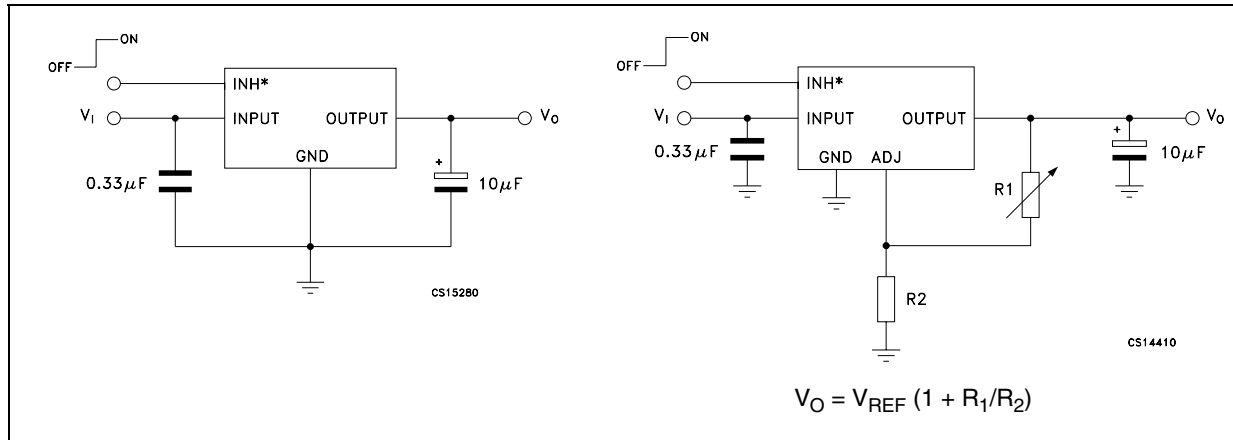 ON
OFF
INH*
V_I
INPUT
OUTPUT
V_O
GND
0.33µF
+
10µF
CS15280
ON
OFF
INH*
V_I
INPUT
OUTPUT
V_O
0.33µF
GND
ADJ
+
10µF
R1
R2
CS14410
V_O = V_REF (1 + R_1/R_2)